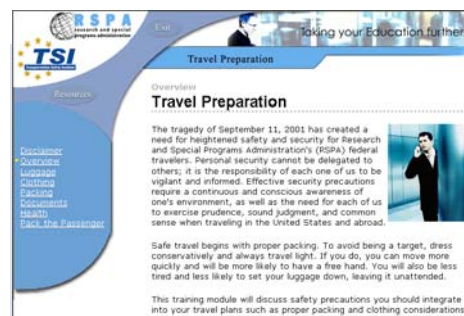 RSPA
research and special
programs administration
Exit
Taking your Education further
TSI
Travel Preparation
Resources
Overview
Travel Preparation
Disclaimer
Overview
Luggage
Clothing
Packing
Documents
Health
Pack the Passenger
The tragedy of September 11, 2001 has created a
need for heightened safety and security for Research
and Special Programs Administration's (RSPA) federal
travelers. Personal security cannot be delegated to
others; it is the responsibility of each one of us to be
vigilant and informed. Effective security precautions
require a continuous and conscious awareness of
one's environment, as well as the need for each of us
to exercise prudence, sound judgment, and common
sense when traveling in the United States and abroad.
Safe travel begins with proper packing. To avoid being a target, dress
conservatively and always travel light. If you do, you can move more
quickly and will be more likely to have a free hand. You will also be less
tired and less likely to set your luggage down, leaving it unattended.
This training module will discuss safety precautions you should integrate
into your travel plans such as proper packing and clothing considerations